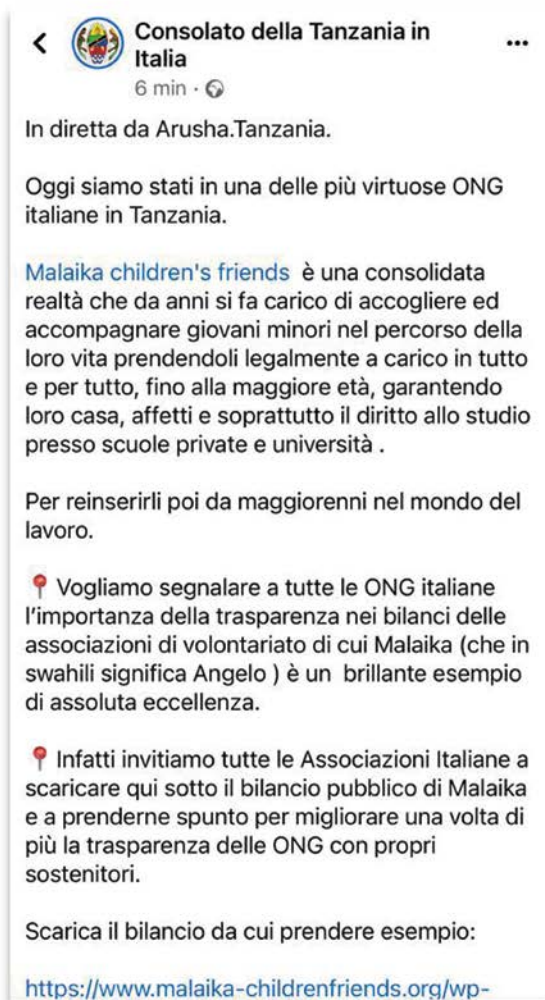 Consolato della Tanzania in
Italia
6 min ·
In diretta da Arusha.Tanzania.
Oggi siamo stati in una delle più virtuose ONG
italiane in Tanzania.
Malaika children's friends è una consolidata
realtà che da anni si fa carico di accogliere ed
accompagnare giovani minori nel percorso della
loro vita prendendoli legalmente a carico in tutto
e per tutto, fino alla maggiore età, garantendo
loro casa, affetti e soprattutto il diritto allo studio
presso scuole private e università .
Per reinserirli poi da maggiorenni nel mondo del
lavoro.
📍 Vogliamo segnalare a tutte le ONG italiane
l’importanza della trasparenza nei bilanci delle
associazioni di volontariato di cui Malaika (che in
swahili significa Angelo ) è un brillante esempio
di assoluta eccellenza.
📍 Infatti invitiamo tutte le Associazioni Italiane a
scaricare qui sotto il bilancio pubblico di Malaika
e a prenderne spunto per migliorare una volta di
più la trasparenza delle ONG con propri
sostenitori.
Scarica il bilancio da cui prendere esempio:
https://www.malaika-childrenfriends.org/wp-